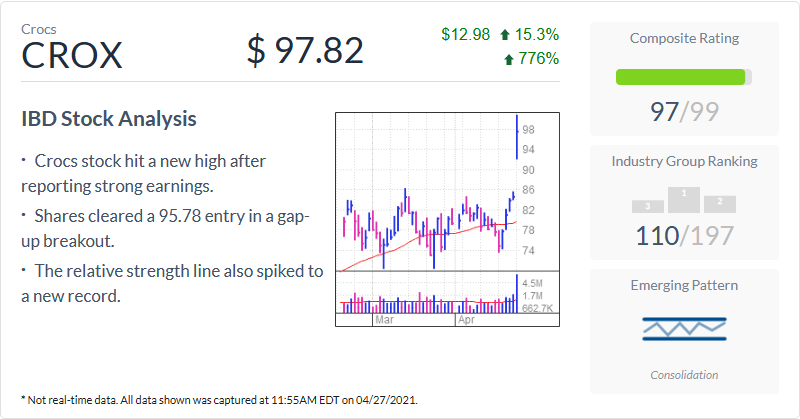 Crocs
CROX
$ 97.82
$12.98 15.3%
776%
IBD Stock Analysis
• Crocs stock hit a new high after
reporting strong earnings.
• Shares cleared a 95.78 entry in a gap-
up breakout.
• The relative strength line also spiked to
a new record.
98
94
90
86
82
78
74
4.5M
1.7M
662.7K
Mar
Apr
Composite Rating
97/99
Industry Group Ranking
3
1
2
110/197
Emerging Pattern
Consolidation
* Not real-time data. All data shown was captured at 11:55AM EDT on 04/27/2021.